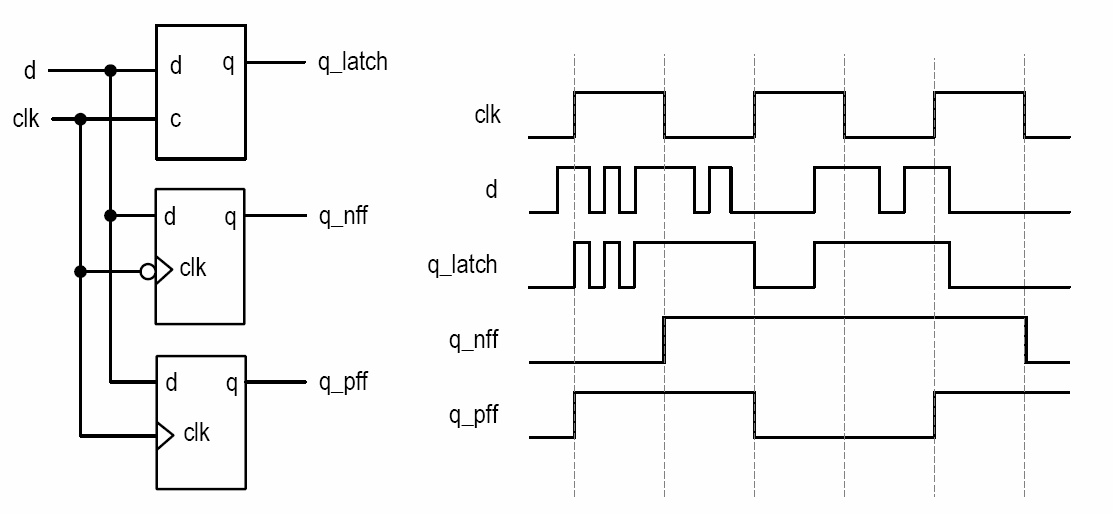 d
clk
d q
c
q_latch
d q
clk
q_nff
d q
clk
q_pff
clk
d
q_latch
q_nff
q_pff